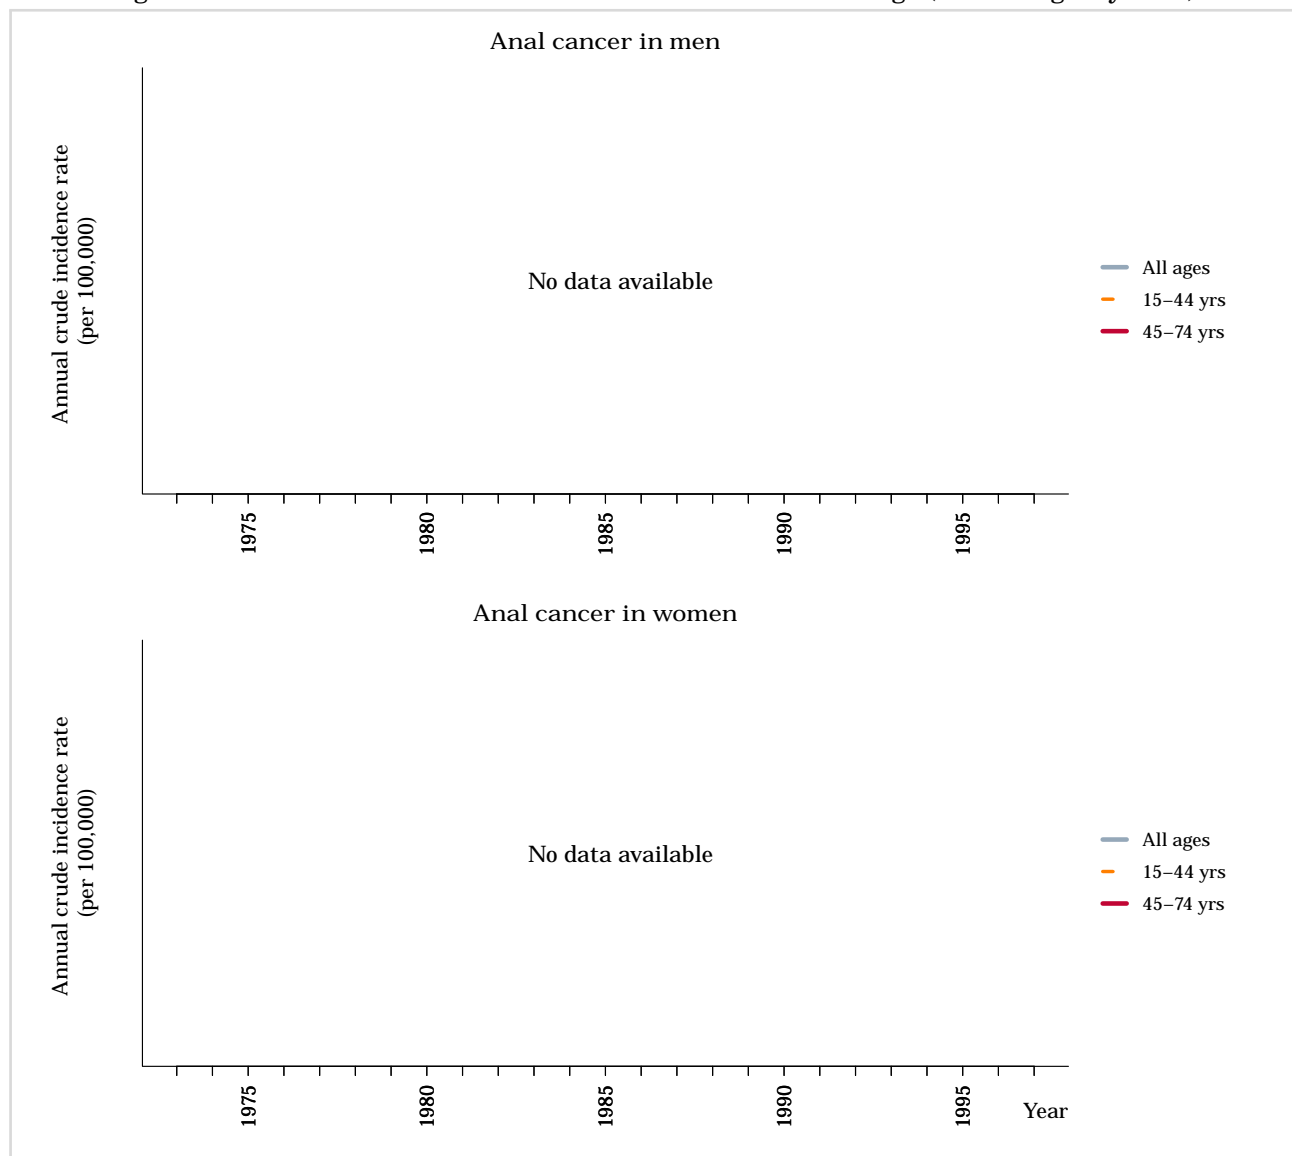 Anal cancer in men
Annual crude incidence rate
(per 100,000)
No data available
All ages
15–44 yrs
45–74 yrs
1975
1980
1985
1990
1995
Anal cancer in women
Annual crude incidence rate
(per 100,000)
No data available
All ages
15–44 yrs
45–74 yrs
1975
1980
1985
1990
1995
Year